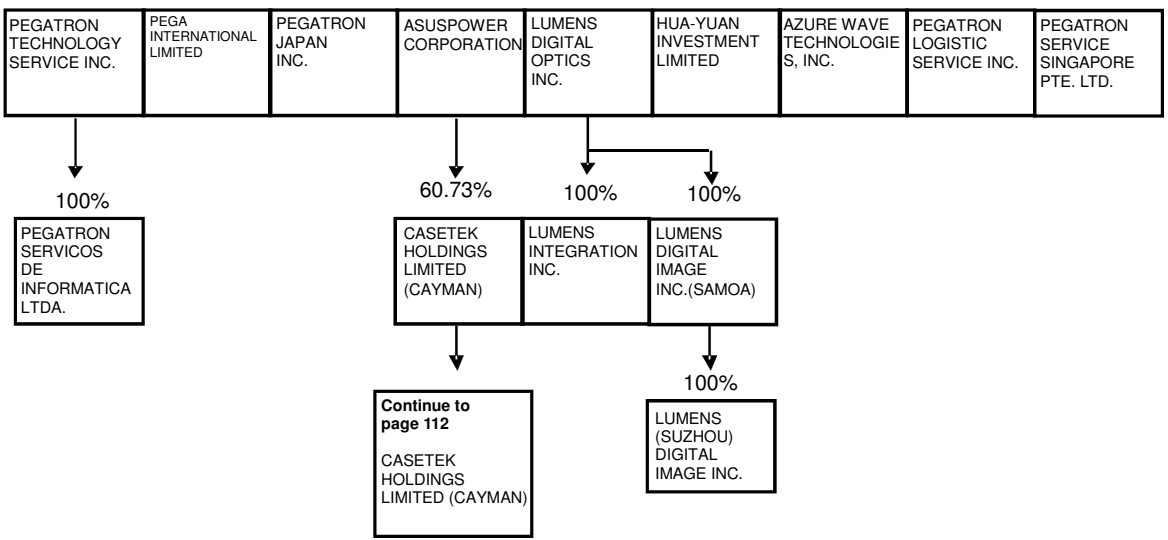 PEGATRON
TECHNOLOGY
SERVICE INC.
PEGA
INTERNATIONAL
LIMITED
PEGATRON
JAPAN
INC.
ASUSPOWER
CORPORATION
LUMENS
DIGITAL
OPTICS
INC.
HUA-YUAN
INVESTMENT
LIMITED
AZURE WAVE
TECHNOLOGIE
S, INC.
PEGATRON
LOGISTIC
SERVICE INC.
PEGATRON
SERVICE
SINGAPORE
PTE. LTD.
100%
60.73%
100%
100%
PEGATRON
SERVICOS
DE
INFORMATICA
LTDA.
CASETEK
HOLDINGS
LIMITED
(CAYMAN)
LUMENS
INTEGRATION
INC.
LUMENS
DIGITAL
IMAGE
INC.(SAMOA)
100%
Continue to
page 112
CASETEK
HOLDINGS
LIMITED (CAYMAN)
LUMENS
(SUZHOU)
DIGITAL
IMAGE INC.